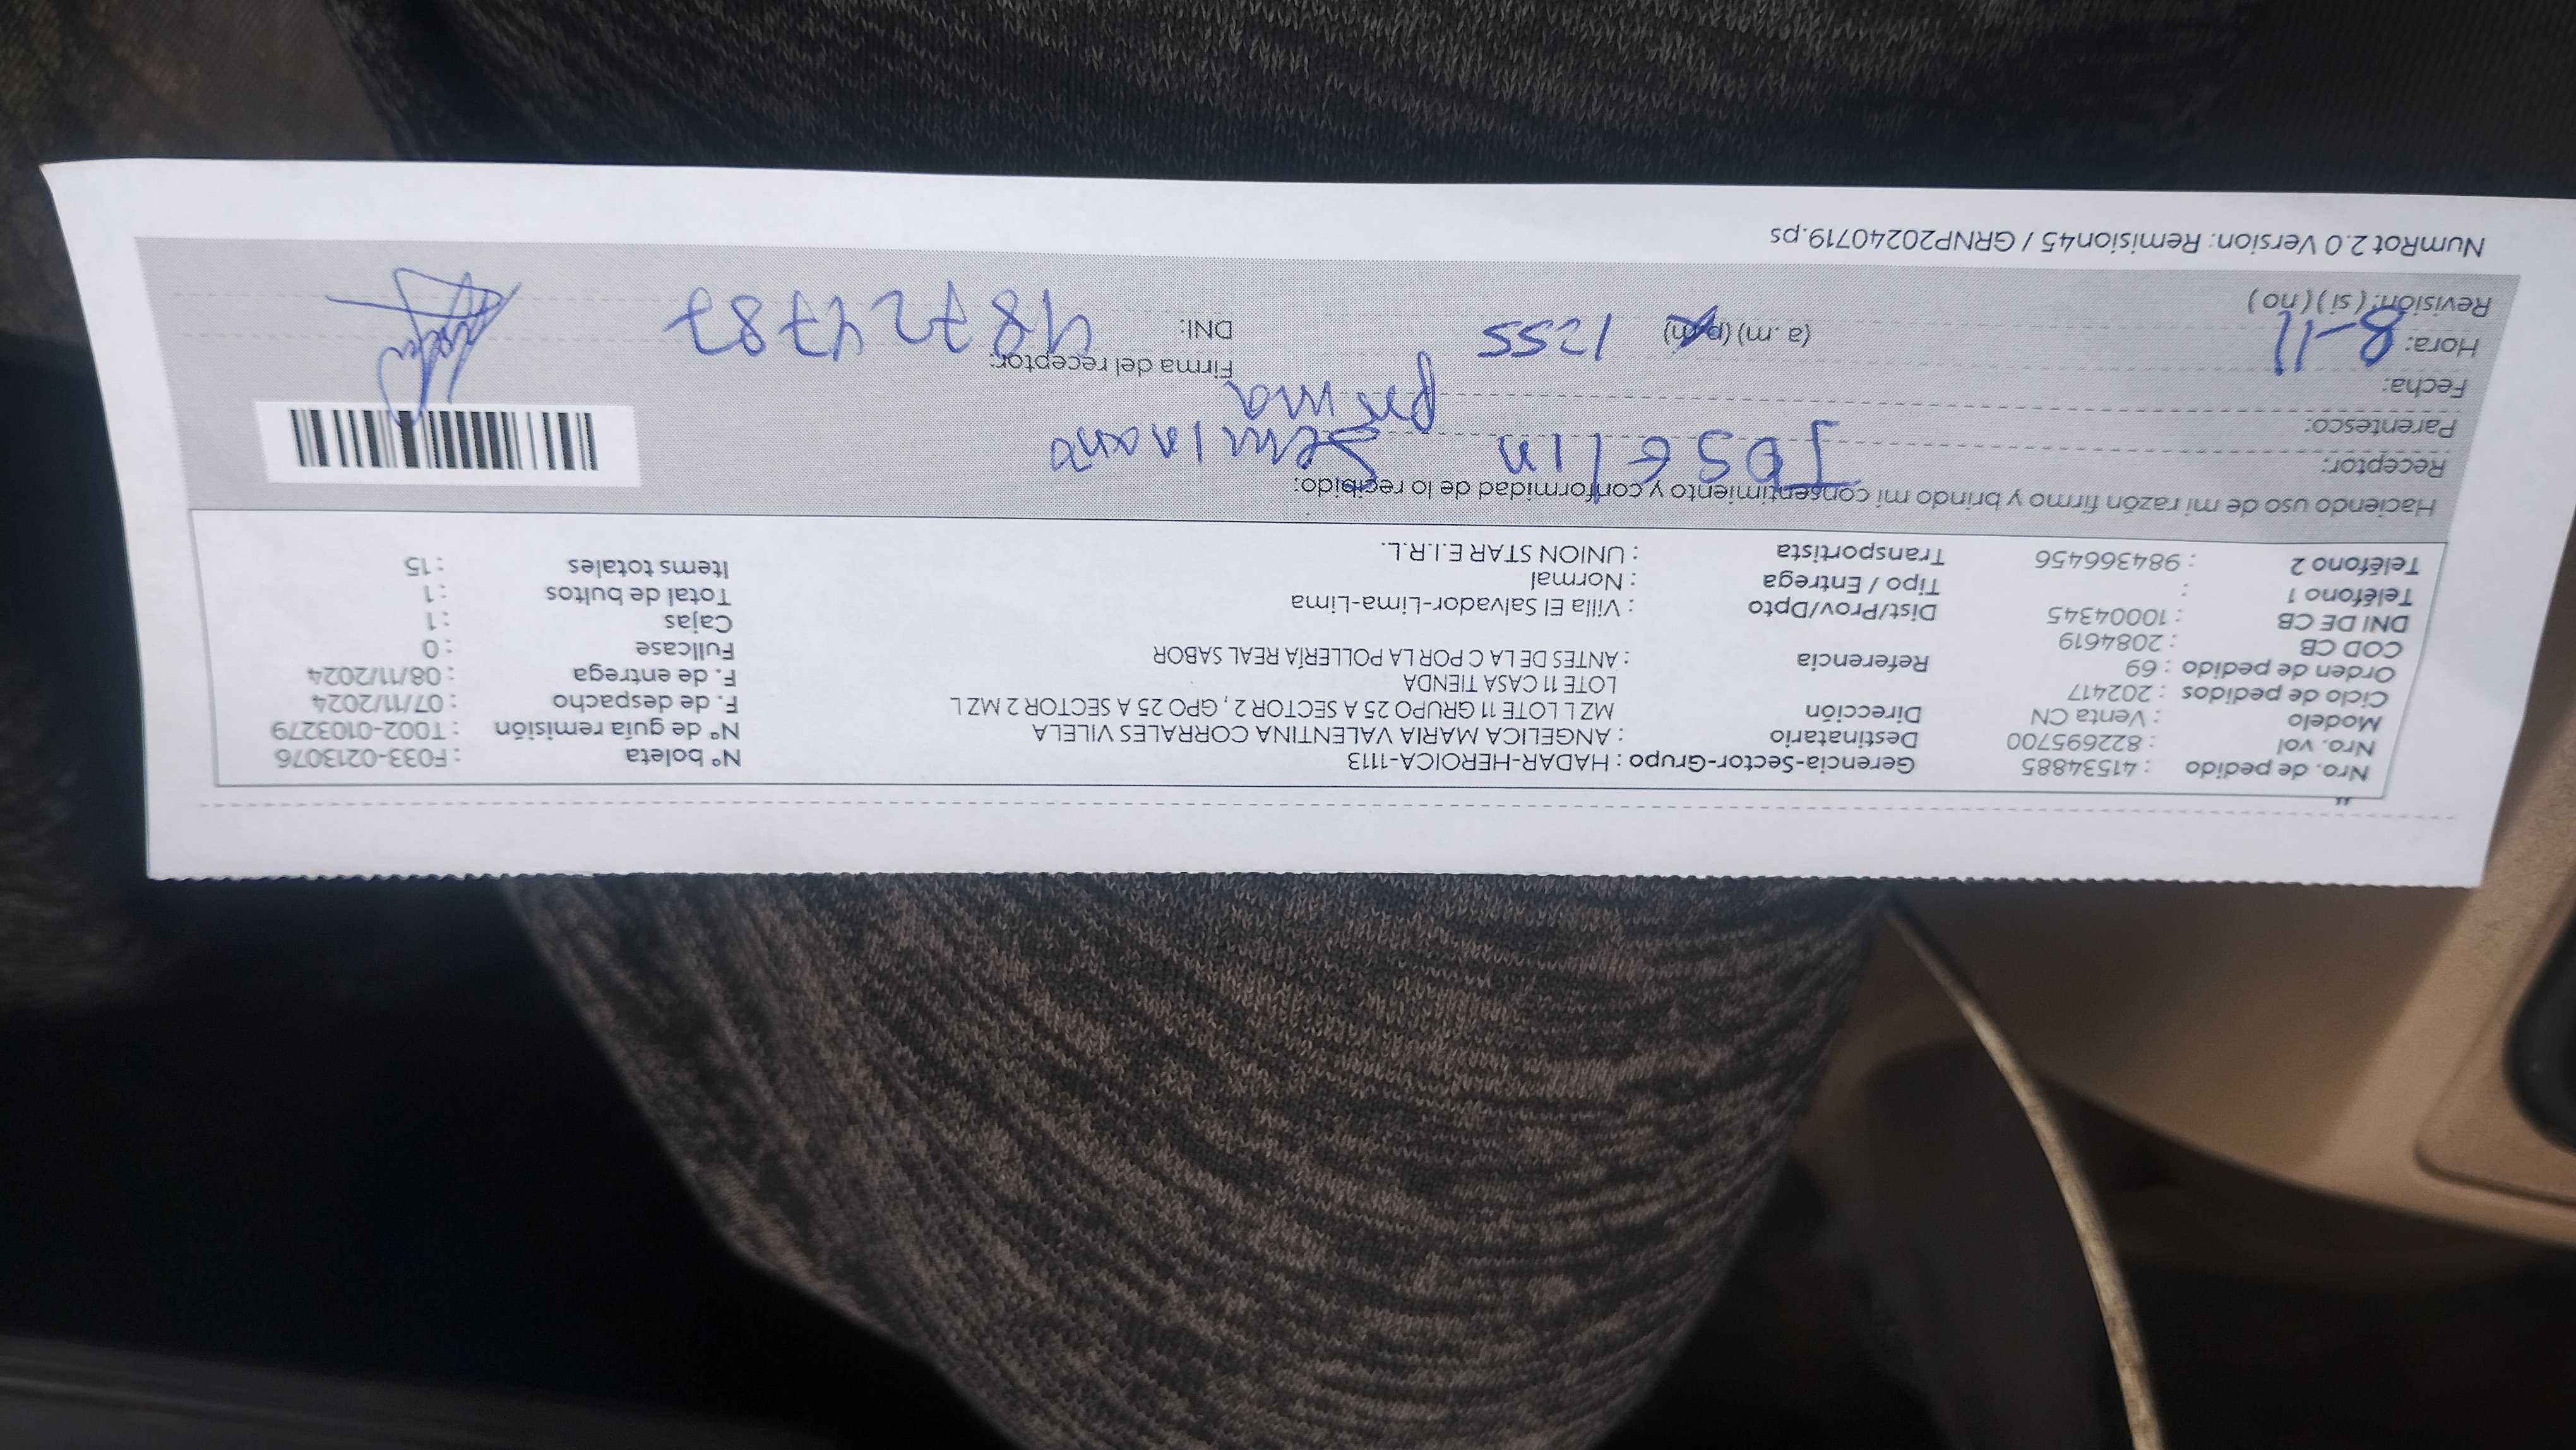 Nro. de pedido : 41534885 Gerencia-Sector-Grupo : HADAR-HEROICA-1113 N° boleta : F033-0213076
Nro. vol : 822695700 Destinatario : ANGELICA MARIA VALENTINA CORRALES VILELA N° de guía remisión : T002-0103279
Modelo : Venta CN Dirección MZ L LOTE 11 GRUPO 25 A SECTOR 2 , GPO 25 A SECTOR 2 MZ L F. de despacho : 07/11/2024
Ciclo de pedidos : 202417 LOTE 11 CASA TIENDA F. de entrega : 08/11/2024
Orden de pedido : 69 Referencia : ANTES DE LA C POR LA POLLERÍA REAL SABOR Fullcase : 0
COD CB : 2084619 Cajas : 1
DNI DE CB : 10004345 Dist/Prov/Dpto : Villa El Salvador-Lima-Lima Total de bultos : 1
Teléfono 1 : Tipo / Entrega : Normal Items totales : 15
Teléfono 2 : 984366456 Transportista : UNION STAR E.I.R.L.
Haciendo uso de mi razón firmo y brindo mi consentimiento y conformidad de lo recibido:
Receptor: Joselin Seminario
Parentesco: prima
Fecha: Firma del receptor:
Hora: 8-11 (a .m) (p.m) 1255 DNI:
Revisión: ( si ) ( no )
NumRot 2.0 Version: Remision45 / GRNP20240719.ps